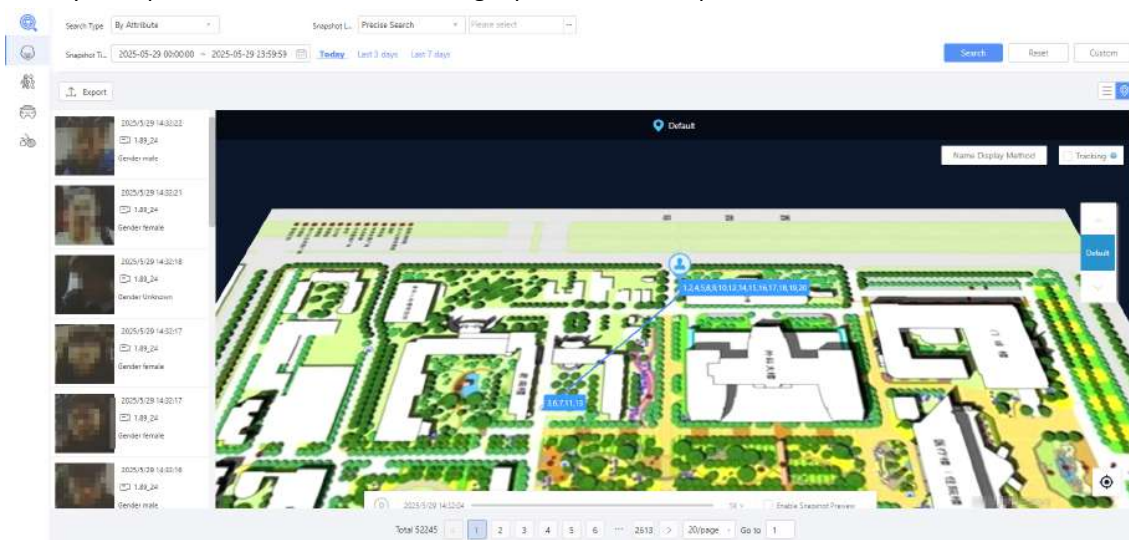 Search Type By Attribute Snapshot L... Precise Search Please select ...
Snapshot Ti... 2025-05-29 00:00:00 ~ 2025-05-29 23:59:59 Today Last 3 days Last 7 days Search Reset Custom
Export
Default
Name Display Method Tracking
2025/5/29 14:32:22
1.89_24
Gender male
2025/5/29 14:32:21
1.89_24
Gender female
2025/5/29 14:32:18
1.89_24
Gender Unknown
2025/5/29 14:32:17
1.89_24
Gender female
2025/5/29 14:32:17
1.89_24
Gender female
2025/5/29 14:32:16
1.89_24
Gender male
Default
1,2,4,5,8,9,10,12,14,15,16,17,18,19,20
3,6,7,11,13
外科大楼
门诊楼
2025/5/29 14:32:04 Enable Snapshot Preview
Total 52245 1 2 3 4 5 6 ... 2613 20/page Go to 1